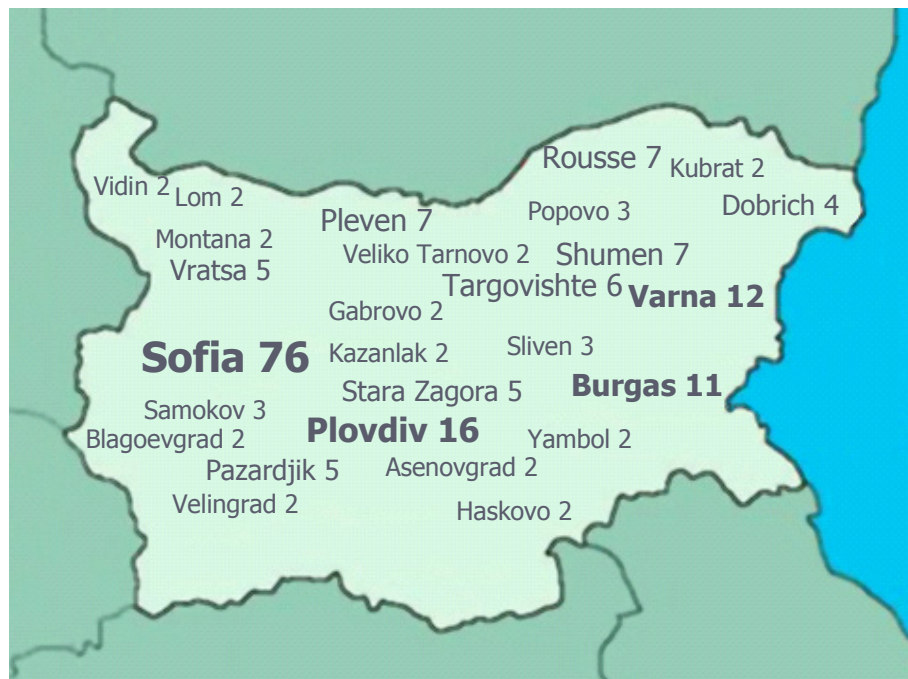 Rousse 7
Kubrat 2
Vidin 2
Lom 2
Dobrich 4
Popovo 3
Pleven 7
Montana 2
Veliko Tarnovo 2
Shumen 7
Vratsa 5
Targovishte 6
Varna 12
Gabrovo 2
Sofia 76
Kazanlak 2
Sliven 3
Stara Zagora 5
Burgas 11
Samokov 3
Plovdiv 16
Blagoevgrad 2
Yambol 2
Pazardjik 5
Asenovgrad 2
Velingrad 2
Haskovo 2